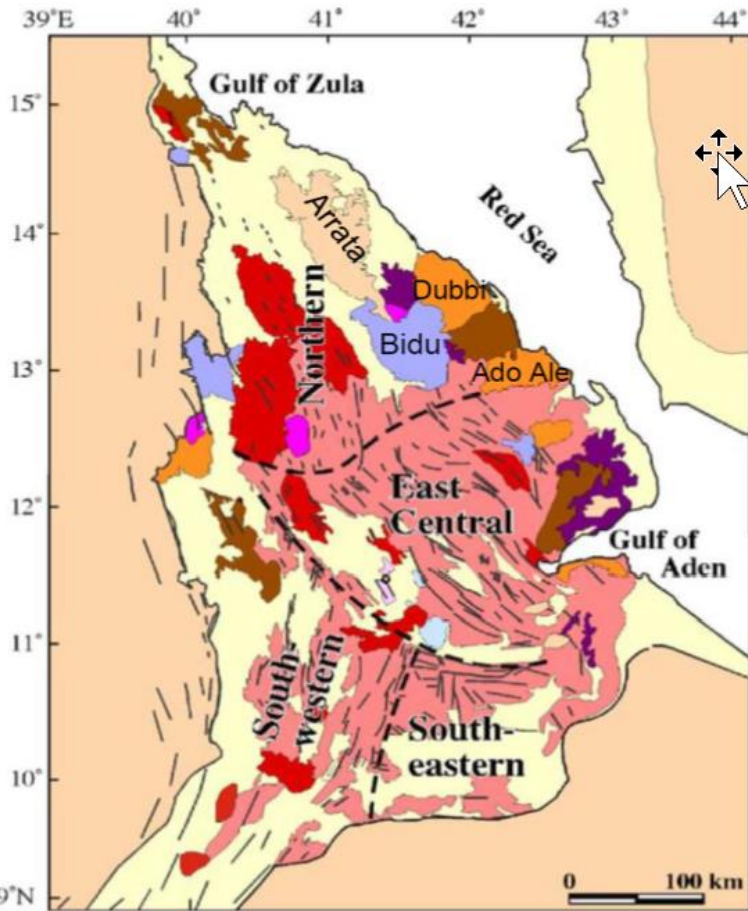 39°E 40° 41° 42° 43° 44°
15°
14°
13°
12°
11°
10°
9°N
Gulf of Zula
Red Sea
Arrata
Dubbi
Bidu
Ado Ale
Northern
East
Central
Gulf of
Aden
South-
western
South-
eastern
0 100 km